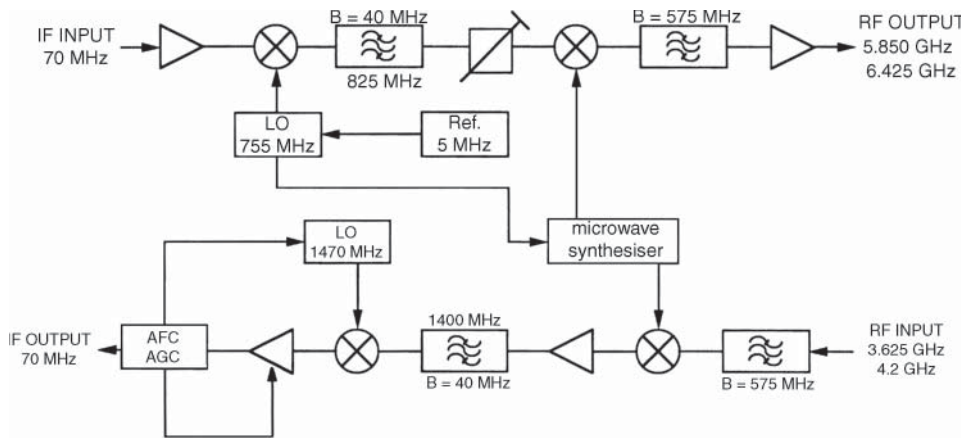 B = 40 MHz
B = 575 MHz
IF INPUT
70 MHz
RF OUTPUT
5.850 GHz
6.425 GHz
825 MHz
LO
755 MHz
Ref.
5 MHz
LO
1470 MHz
microwave
synthesiser
IF OUTPUT
70 MHz
AFC
AGC
1400 MHz
B = 40 MHz
B = 575 MHz
RF INPUT
3.625 GHz
4.2 GHz